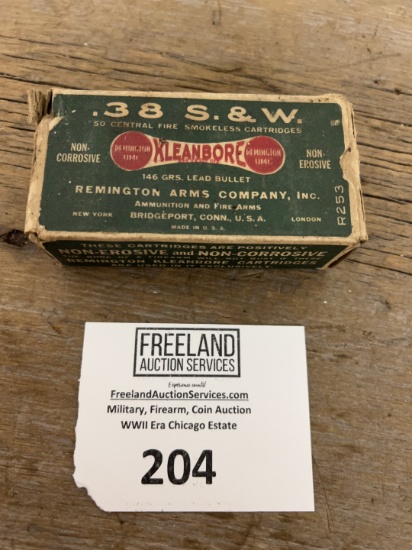 .38 S. & W.
50 CENTRAL FIRE SMOKELESS CARTRIDGES
NON-CORROSIVE
REMINGTON UMC
KLEANBORE
REMINGTON UMC
NON-EROSIVE
146 GRS. LEAD BULLET
REMINGTON ARMS COMPANY, INC.
AMMUNITION AND FIRE ARMS
NEW YORK
BRIDGEPORT, CONN., U.S.A.
LONDON
MADE IN U.S.A.
R253
THESE CARTRIDGES ARE POSITIVELY
NON-EROSIVE and NON-CORROSIVE
REMINGTON KLEANBORE CARTRIDGES
FREELAND
AUCTION SERVICES
FreelandAuctionServices.com
Military, Firearm, Coin Auction
WWII Era Chicago Estate
204